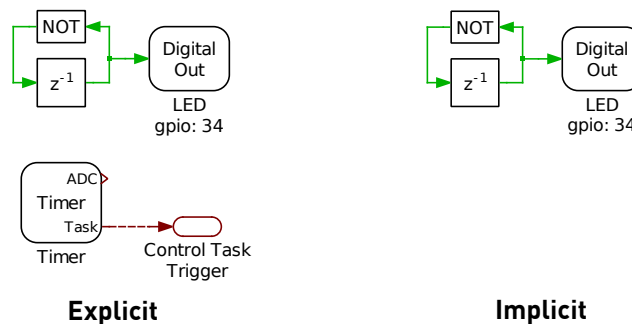 NOT
z-1
Digital
Out
LED
gpio: 34
ADC
Timer
Task
Timer
Control Task
Trigger
Explicit
NOT
z-1
Digital
Out
LED
gpio: 34
Implicit